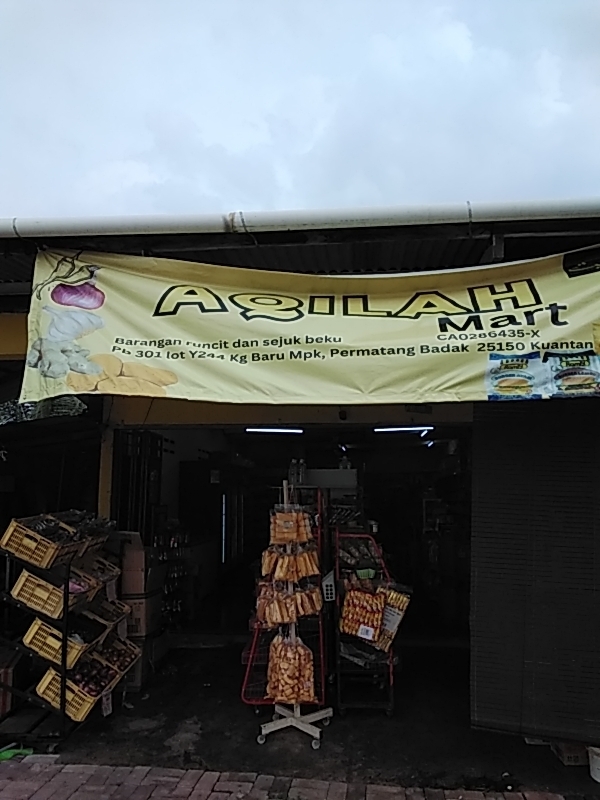 AQILAH
Mart
CA0286435-X
Barangan runcit dan sejuk beku
Pb 301 lot Y244 Kg Baru Mpk, Permatang Badak 25150 Kuantan